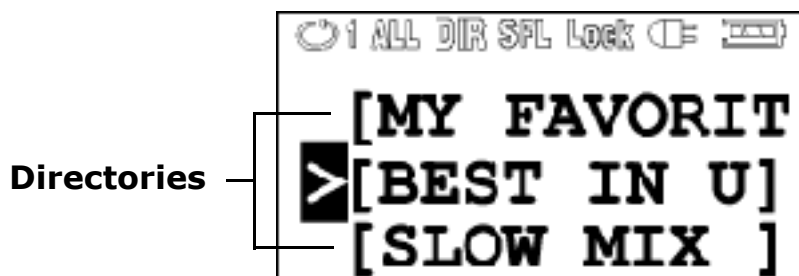 1 ALL DIR SFL Lock
[MY FAVORIT
Directories
>[BEST IN U]
[SLOW MIX ]